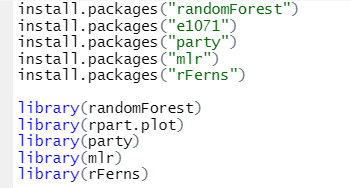 install.packages("randomForest")
install.packages("e1071")
install.packages("party")
install.packages("mlr")
install.packages("rFerns")
library(randomForest)
library(rpart.plot)
library(party)
library(mlr)
library(rFerns)